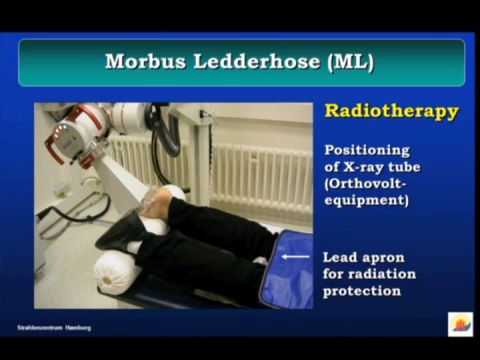 Morbus Ledderhose (ML)
Radiotherapy
Positioning
of X-ray tube
(Orthovolt-
equipment)
Lead apron
for radiation
protection
Strahlenzentrum Hamburg